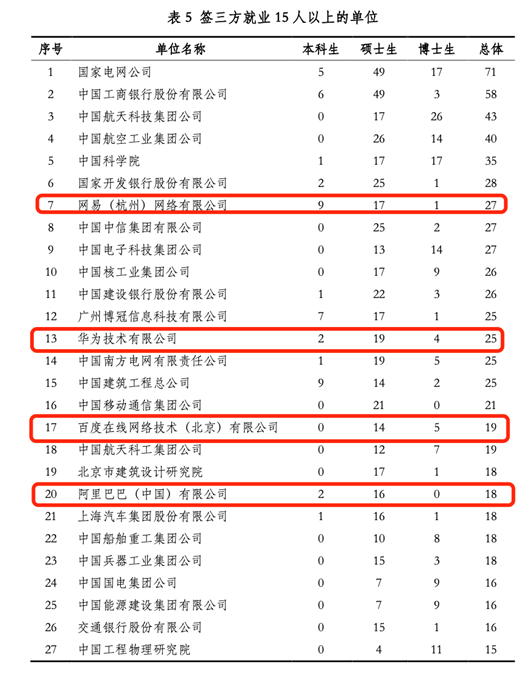 表 5 签三方就业 15 人以上的单位
序号 单位名称 本科生 硕士生 博士生 总体
1 国家电网公司 5 49 17 71
2 中国工商银行股份有限公司 6 49 3 58
3 中国航天科技集团公司 0 17 26 43
4 中国航空工业集团公司 0 26 14 40
5 中国科学院 1 17 17 35
6 国家开发银行股份有限公司 2 25 1 28
7 网易（杭州）网络有限公司 9 17 1 27
8 中国中信集团有限公司 0 25 2 27
9 中国电子科技集团公司 0 13 14 27
10 中国核工业集团公司 0 17 9 26
11 中国建设银行股份有限公司 1 22 3 26
12 广州博冠信息科技有限公司 7 17 1 25
13 华为技术有限公司 2 19 4 25
14 中国南方电网有限责任公司 1 19 5 25
15 中国建筑工程总公司 9 14 2 25
16 中国移动通信集团公司 0 21 0 21
17 百度在线网络技术（北京）有限公司 0 14 5 19
18 中国航天科工集团公司 0 12 7 19
19 北京市建筑设计研究院 0 17 1 18
20 阿里巴巴（中国）有限公司 2 16 0 18
21 上海汽车集团股份有限公司 1 16 1 18
22 中国船舶重工集团公司 0 10 8 18
23 中国兵器工业集团公司 0 15 3 18
24 中国国电集团公司 0 7 9 16
25 中国能源建设集团有限公司 0 7 9 16
26 交通银行股份有限公司 0 15 1 16
27 中国工程物理研究院 0 4 11 15